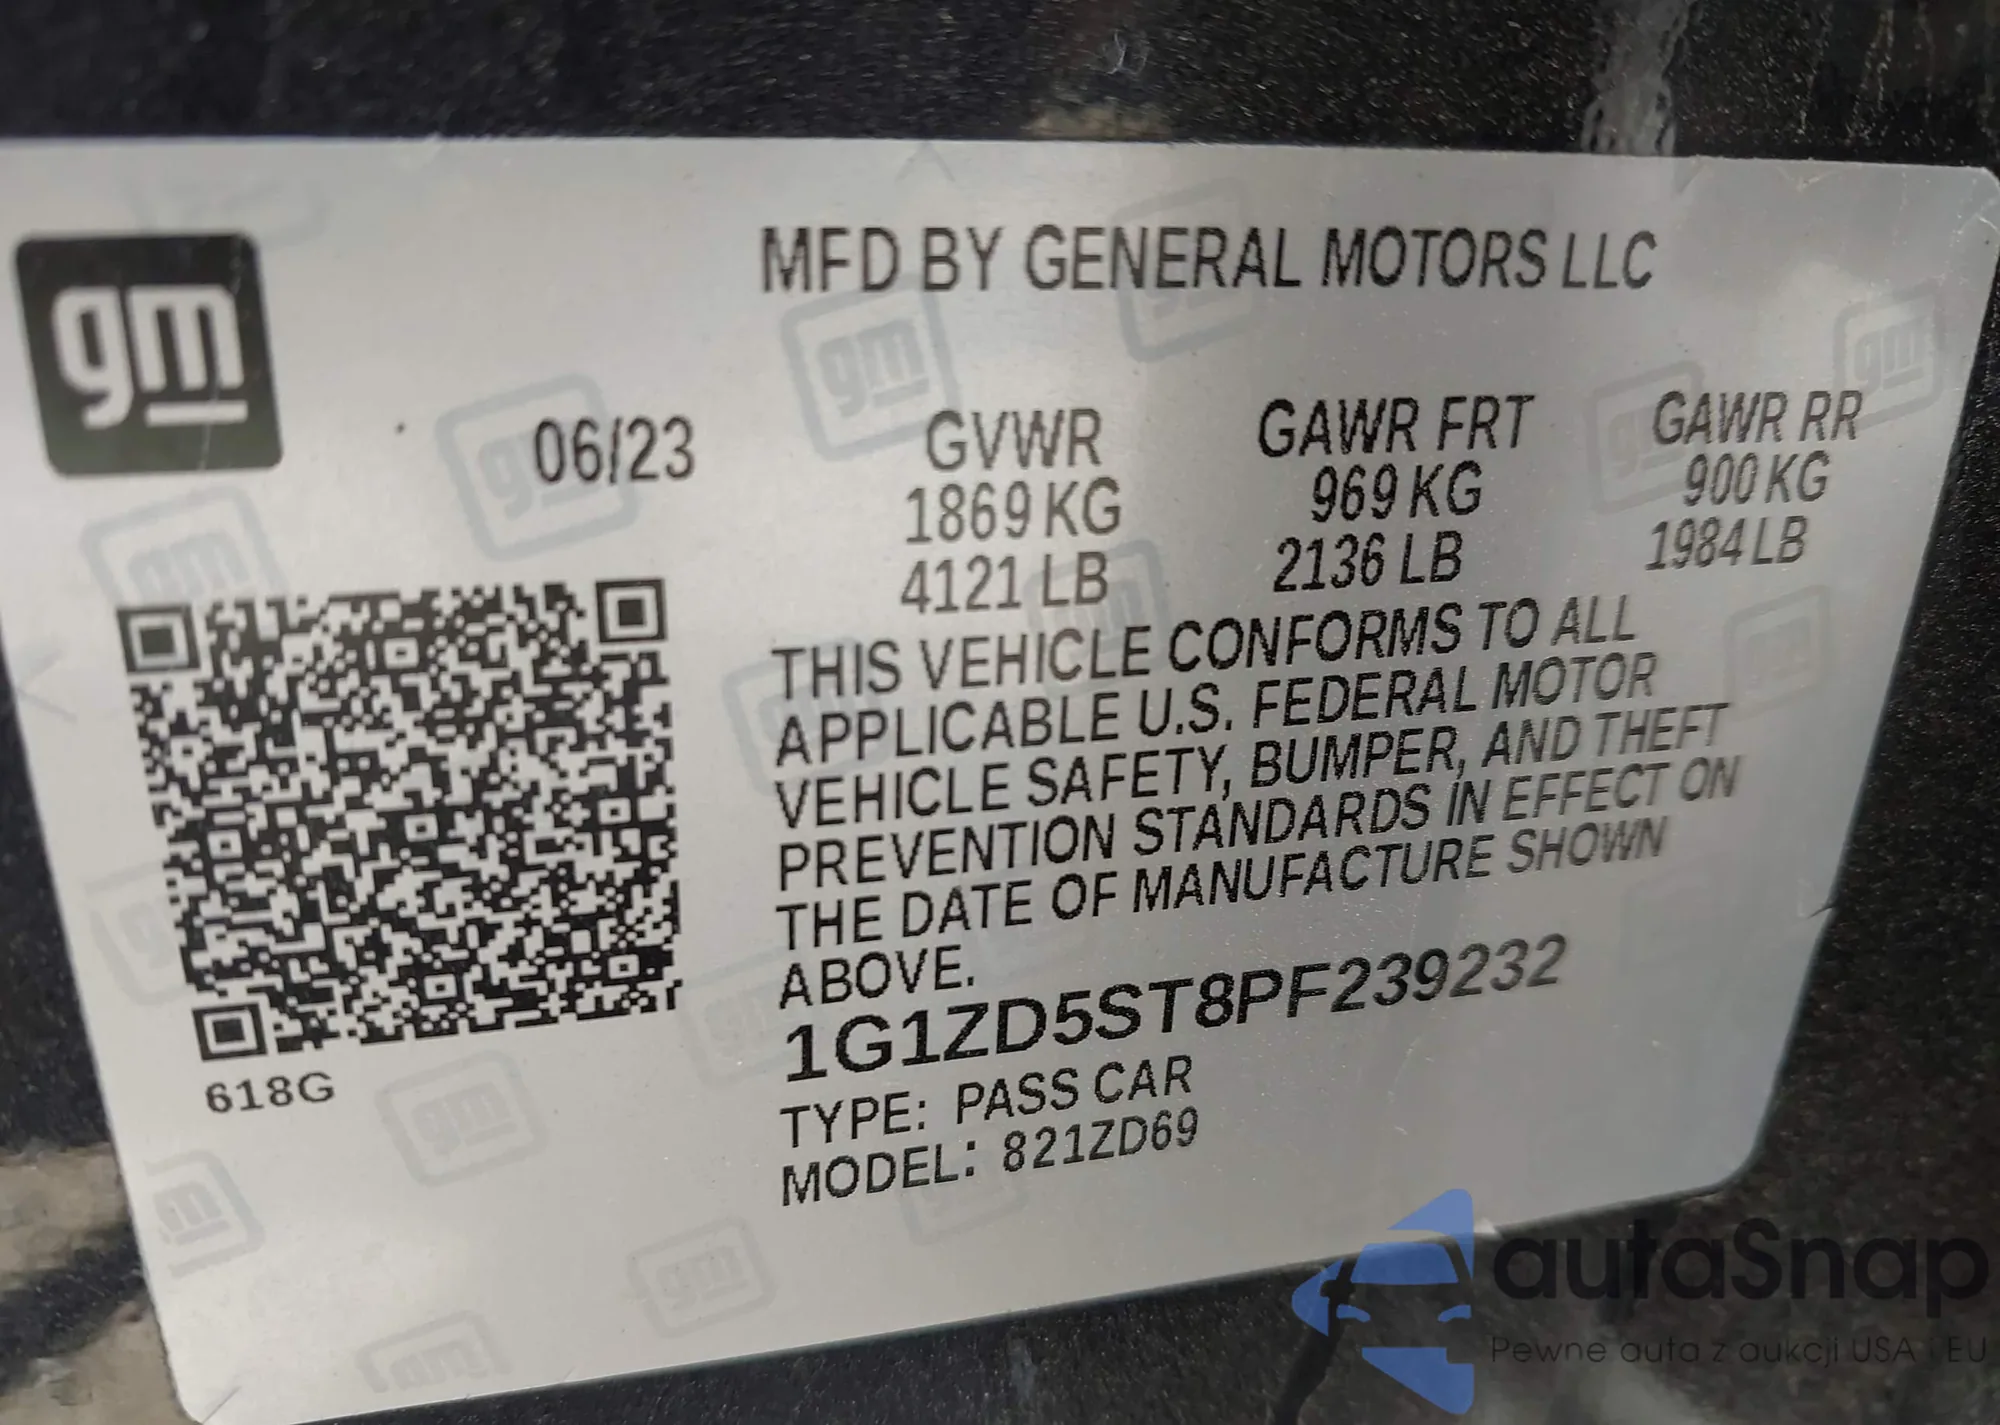 gm
MFD BY GENERAL MOTORS LLC
06/23
GVWR GAWR FRT GAWR RR
1869 KG 969 KG 900 KG
4121 LB 2136 LB 1984 LB
THIS VEHICLE CONFORMS TO ALL
APPLICABLE U.S. FEDERAL MOTOR
VEHICLE SAFETY, BUMPER, AND THEFT
PREVENTION STANDARDS IN EFFECT ON
THE DATE OF MANUFACTURE SHOWN
ABOVE.
1G1ZD5ST8PF239232
TYPE: PASS CAR
MODEL: 821ZD69
618G
autaSnap
Pewne auta z aukcji USA i EU